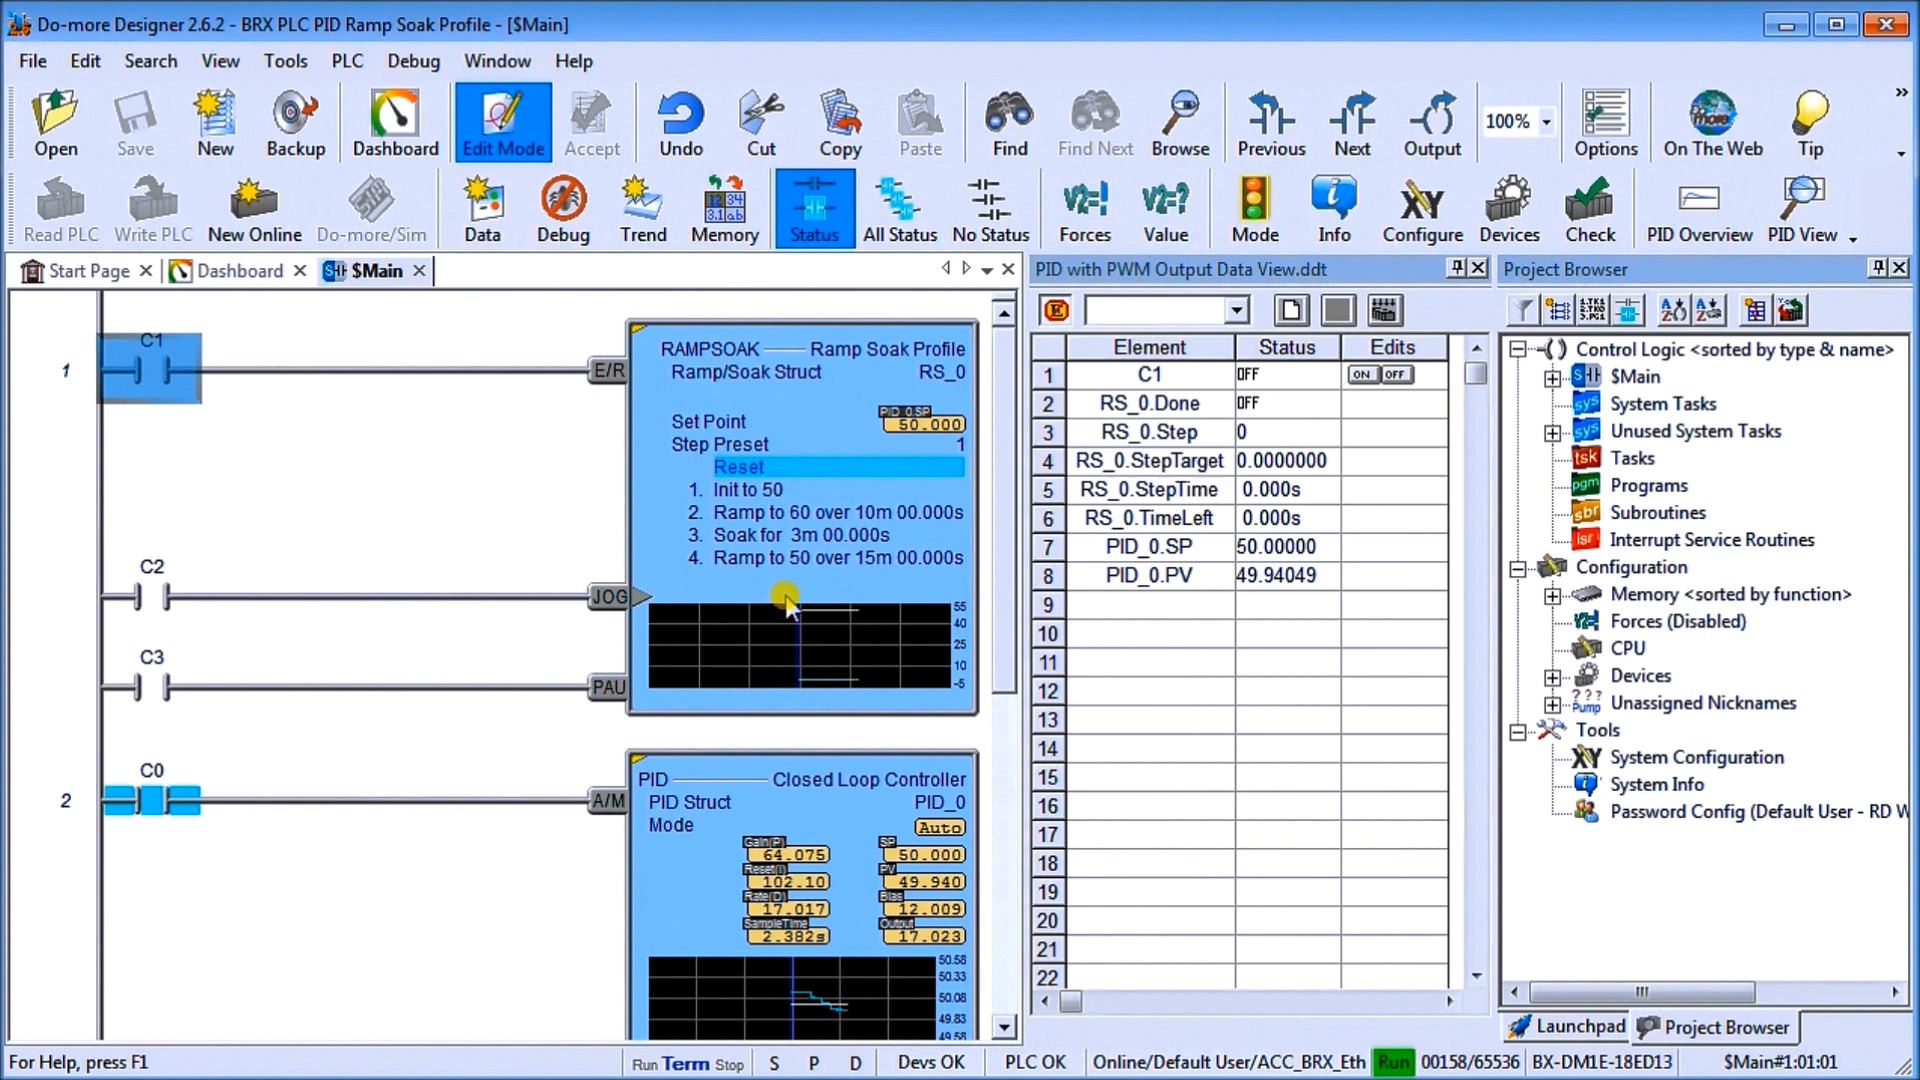 Do-more Designer 2.6.2 - BRX PLC PID Ramp Soak Profile - [$Main]
File Edit Search View Tools PLC Debug Window Help
Open Save New Backup Dashboard Edit Mode Accept Undo Cut Copy Paste Find Find Next Browse Previous Next Output 100% Options On The Web Tip
Read PLC Write PLC New Online Do-more/Sim Data Debug Trend Memory Status All Status No Status Forces Value Mode Info Configure Devices Check PID Overview PID View
Start Page Dashboard $Main
1
C1
E/R
RAMPSOAK Ramp Soak Profile
Ramp/Soak Struct RS_0
PID_0.SP
Set Point 50.000
Step Preset 1
Reset
1. Init to 50
2. Ramp to 60 over 10m 00.000s
3. Soak for 3m 00.000s
4. Ramp to 50 over 15m 00.000s
C2
JOG
C3
PAU
55
40
25
10
-5
2
C0
A/M
PID Closed Loop Controller
PID Struct PID_0
Mode Auto
Gain(P) SP
64.075 50.000
Reset(I) PV
102.10 49.940
Rate(D) Bias
17.017 12.009
SampleTime Output
2.382s 17.023
50.58
50.33
50.08
49.83
49.58
PID with PWM Output Data View.ddt
Element Status Edits
1 C1 OFF ON OFF
2 RS_0.Done OFF
3 RS_0.Step 0
4 RS_0.StepTarget 0.0000000
5 RS_0.StepTime 0.000s
6 RS_0.TimeLeft 0.000s
7 PID_0.SP 50.00000
8 PID_0.PV 49.94049
9
10
11
12
13
14
15
16
17
18
19
20
21
22
Project Browser
Control Logic <sorted by type & name>
$Main
System Tasks
Unused System Tasks
Tasks
Programs
Subroutines
Interrupt Service Routines
Configuration
Memory <sorted by function>
Forces (Disabled)
CPU
Devices
Unassigned Nicknames
Tools
System Configuration
System Info
Password Config (Default User - RD W
Launchpad Project Browser
For Help, press F1 Run Term Stop S P D Devs OK PLC OK Online/Default User/ACC_BRX_Eth Run 00158/65536 BX-DM1E-18ED13 $Main#1:01:01